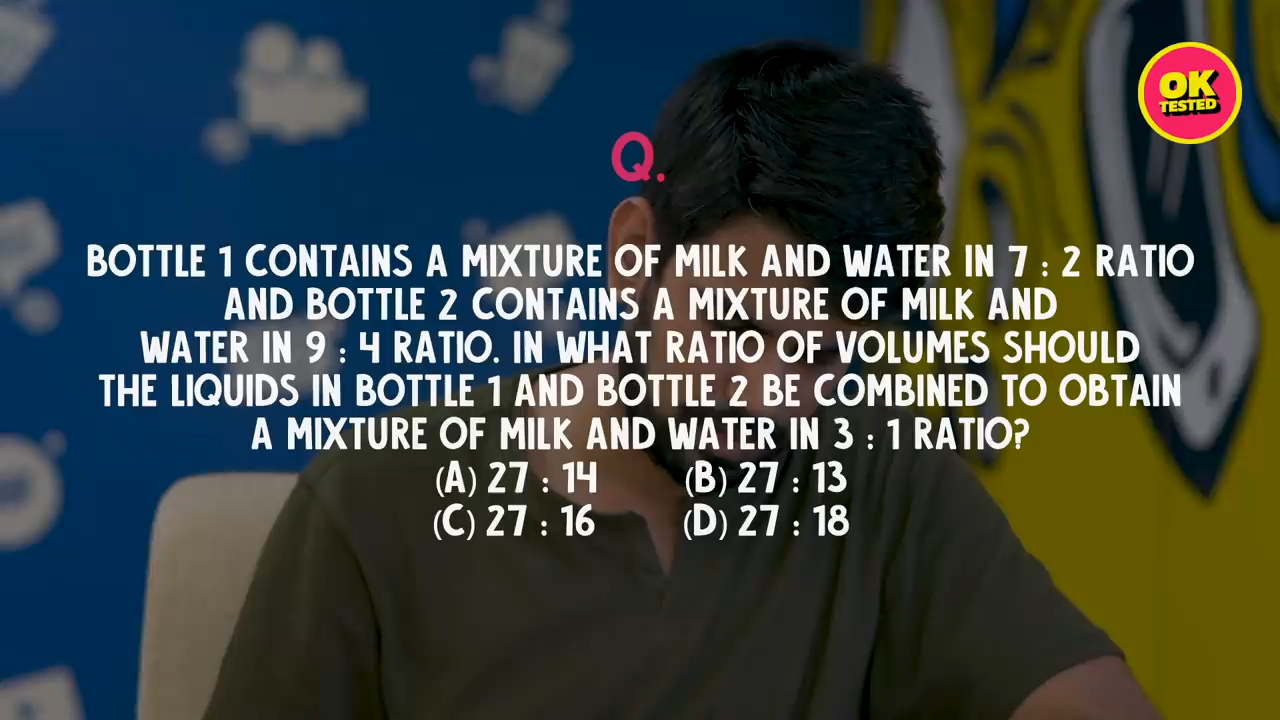 OK
TESTED
Q.
BOTTLE 1 CONTAINS A MIXTURE OF MILK AND WATER IN 7 : 2 RATIO
AND BOTTLE 2 CONTAINS A MIXTURE OF MILK AND
WATER IN 9 : 4 RATIO. IN WHAT RATIO OF VOLUMES SHOULD
THE LIQUIDS IN BOTTLE 1 AND BOTTLE 2 BE COMBINED TO OBTAIN
A MIXTURE OF MILK AND WATER IN 3 : 1 RATIO?
(A) 27 : 14 (B) 27 : 13
(C) 27 : 16 (D) 27 : 18